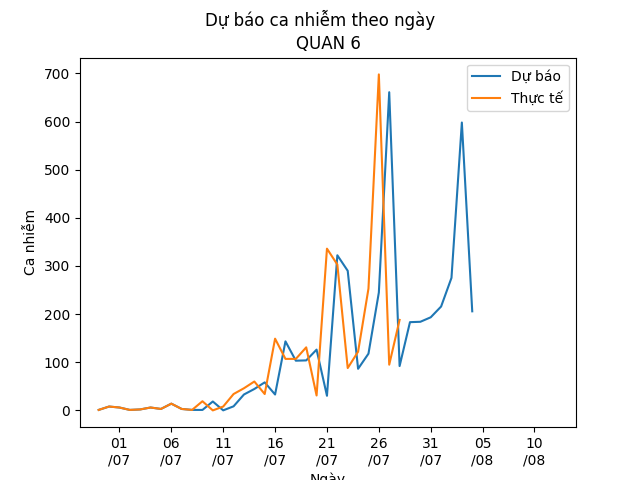 Dự báo ca nhiễm theo ngày
QUAN 6
Dự báo
Thực tế
Ca nhiễm
700
600
500
400
300
200
100
0
01 06 11 16 21 26 31 05 10
/07 /07 /07 /07 /07 /07 /07 /08 /08
Ngày